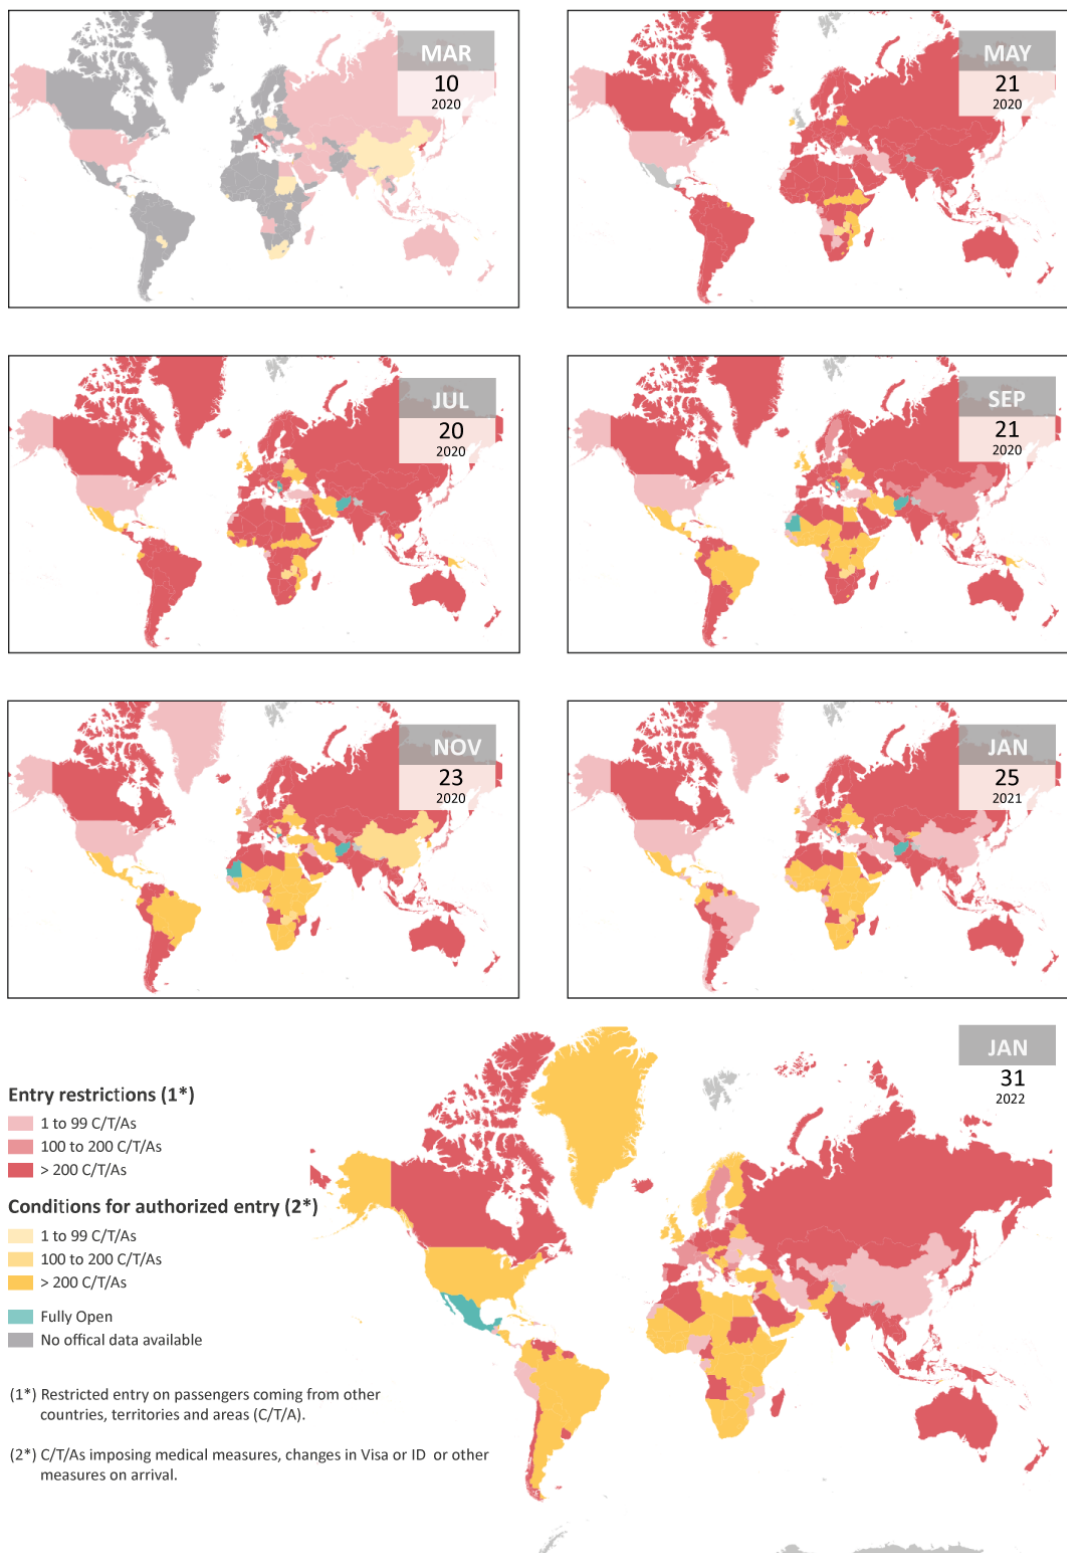 MAR
10
2020
MAY
21
2020
JUL
20
2020
SEP
21
2020
NOV
23
2020
JAN
25
2021
JAN
31
2022
Entry restrictions (1*)
1 to 99 C/T/As
100 to 200 C/T/As
> 200 C/T/As
Conditions for authorized entry (2*)
1 to 99 C/T/As
100 to 200 C/T/As
> 200 C/T/As
Fully Open
No offical data available
(1*) Restricted entry on passengers coming from other
countries, territories and areas (C/T/A).
(2*) C/T/As imposing medical measures, changes in Visa or ID or other
measures on arrival.